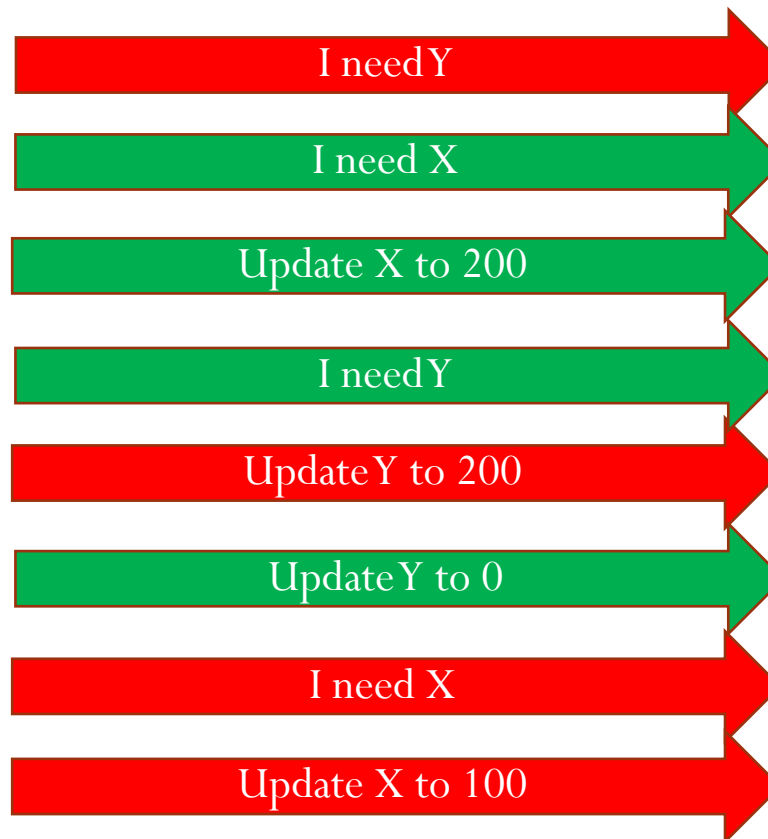 I need Y
I need X
Update X to 200
I need Y
Update Y to 200
Update Y to 0
I need X
Update X to 100